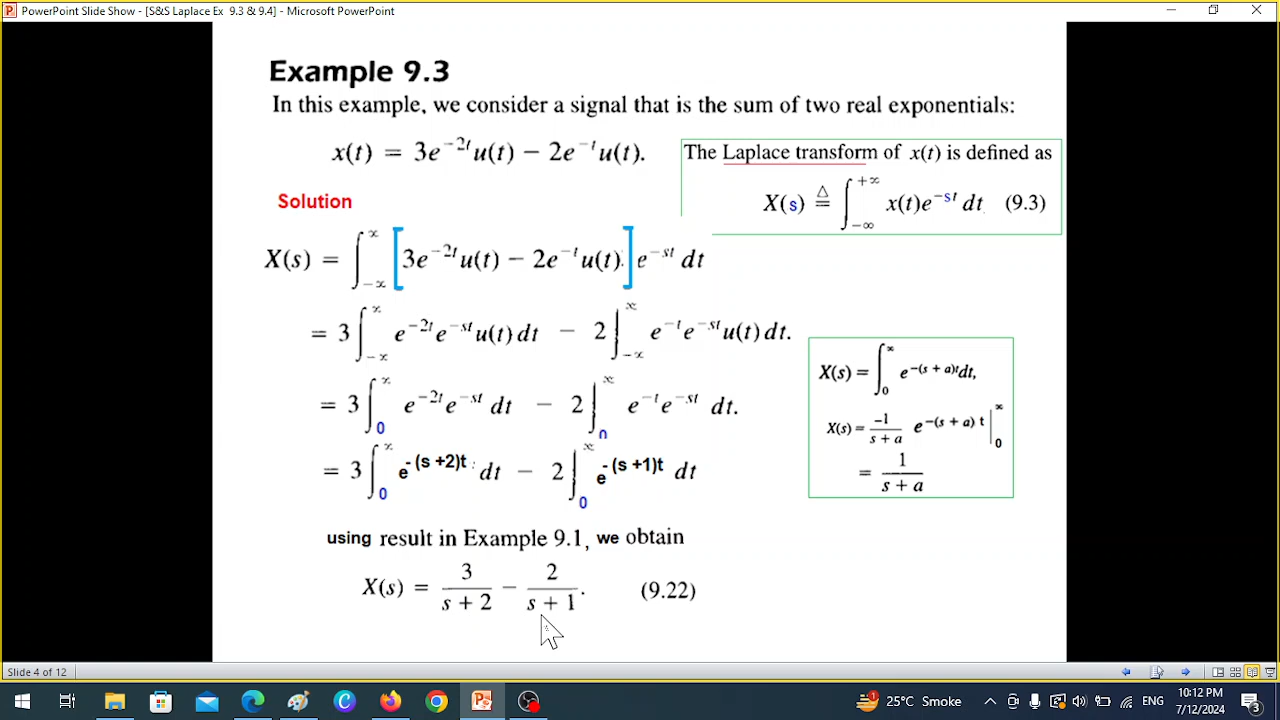 PowerPoint Slide Show - [S&S Laplace Ex 9.3 & 9.4] - Microsoft PowerPoint
Example 9.3
In this example, we consider a signal that is the sum of two real exponentials:
x(t) = 3e^{-2t}u(t) − 2e^{-t}u(t).
The Laplace transform of x(t) is defined as
X(s) ≜ ∫_{-∞}^{+∞} x(t)e^{-st} dt (9.3)
Solution
X(s) = ∫_{-∞}^{∞} [3e^{-2t}u(t) − 2e^{-t}u(t).] e^{-st} dt
= 3∫_{-∞}^{∞} e^{-2t}e^{-st}u(t) dt − 2∫_{-∞}^{∞} e^{-t}e^{-st}u(t) dt.
= 3∫_{0}^{∞} e^{-2t}e^{-st} dt − 2∫_{0}^{∞} e^{-t}e^{-st} dt.
= 3∫_{0}^{∞} e^{-(s +2)t} dt − 2∫_{0}^{∞} e^{-(s +1)t} dt
X(s) = ∫_{0}^{∞} e^{-(s + a)t}dt,
X(s) = -1/(s + a) e^{-(s + a) t} |_{0}^{∞}
= 1/(s + a)
using result in Example 9.1, we obtain
X(s) = 3/(s + 2) − 2/(s + 1). (9.22)
Slide 4 of 12
25°C Smoke
ENG
10:12 PM
7/12/2024
1
3